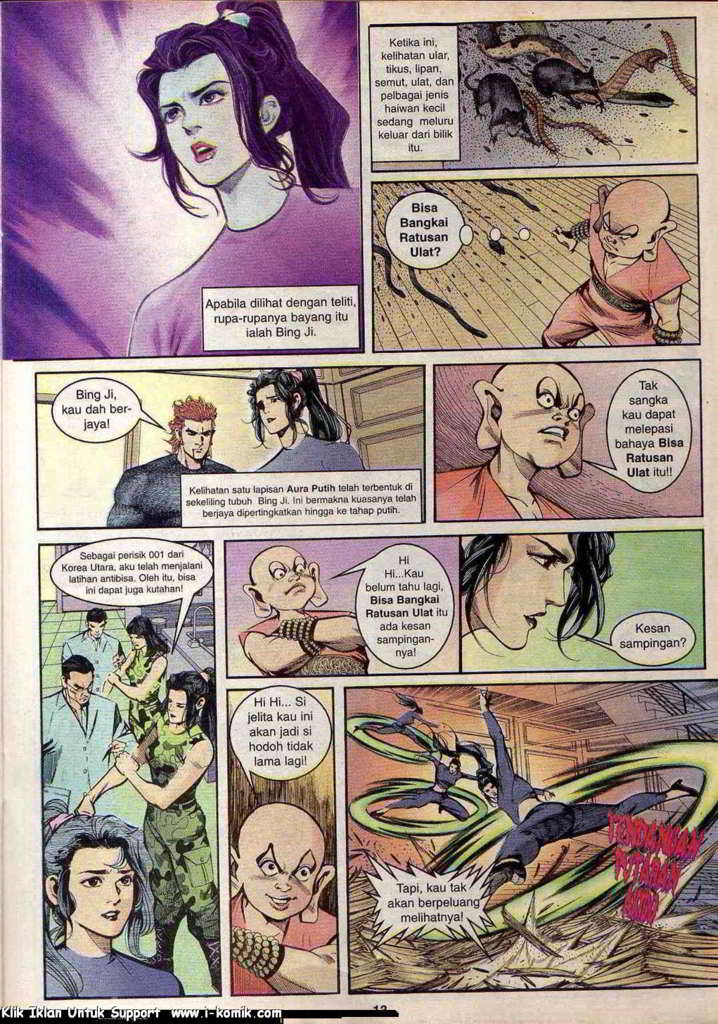 Apabila dilihat dengan teliti,
rupa-rupanya bayang itu
ialah Bing Ji.
Ketika ini,
kelihatan ular,
tikus, lipan,
semut, ulat, dan
pelbagai jenis
haiwan kecil
sedang meluru
keluar dari bilik
itu.
Bisa
Bangkai
Ratusan
Ulat?
Bing Ji,
kau dah ber-
jaya!
Kelihatan satu lapisan Aura Putih telah terbentuk di
sekeliling tubuh Bing Ji. Ini bermakna kuasanya telah
berjaya dipertingkatkan hingga ke tahap putih.
Tak
sangka
kau dapat
melepasi
bahaya Bisa
Ratusan
Ulat itu!!
Sebagai perisik 001 dari
Korea Utara, aku telah menjalani
latihan antibisa. Oleh itu, bisa
ini dapat juga kutahan!
Hi
Hi...Kau
belum tahu lagi,
Bisa Bangkai
Ratusan Ulat itu
ada kesan
sampingan-
nya!
Kesan
sampingan?
Hi Hi... Si
jelita kau ini
akan jadi si
hodoh tidak
lama lagi!
TENDANGAN
PUTARAN
Tapi, kau tak
akan berpeluang
melihatnya!
12
Klik Iklan Untuk Support www.i-komik.com